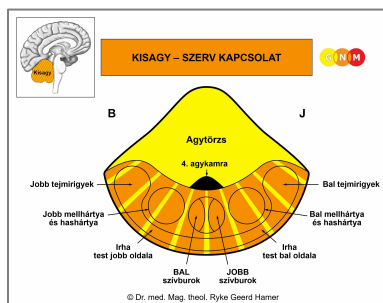 KISAGY – SZERV KAPCSOLAT
GNM
Kisagy
B
J
Agytörzs
4. agykamra
Jobb tejmirigyek
Bal tejmirigyek
Jobb mellhártya
és hashártya
Bal mellhártya
és hashártya
Irha
test jobb oldala
Irha
test bal oldala
BAL
szívburok
JOBB
szívburok
© Dr. med. Mag. theol. Ryke Geerd Hamer